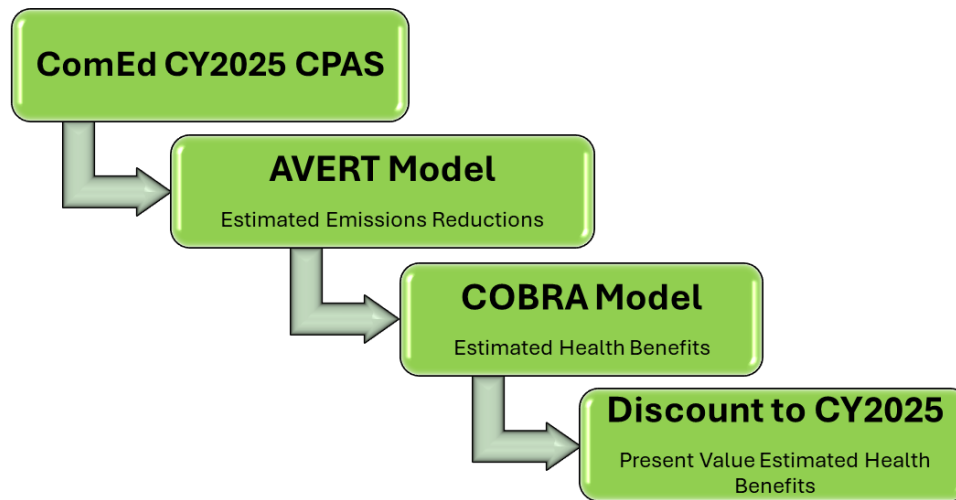 ComEd CY2025 CPAS
AVERT Model
Estimated Emissions Reductions
COBRA Model
Estimated Health Benefits
Discount to CY2025
Present Value Estimated Health
Benefits